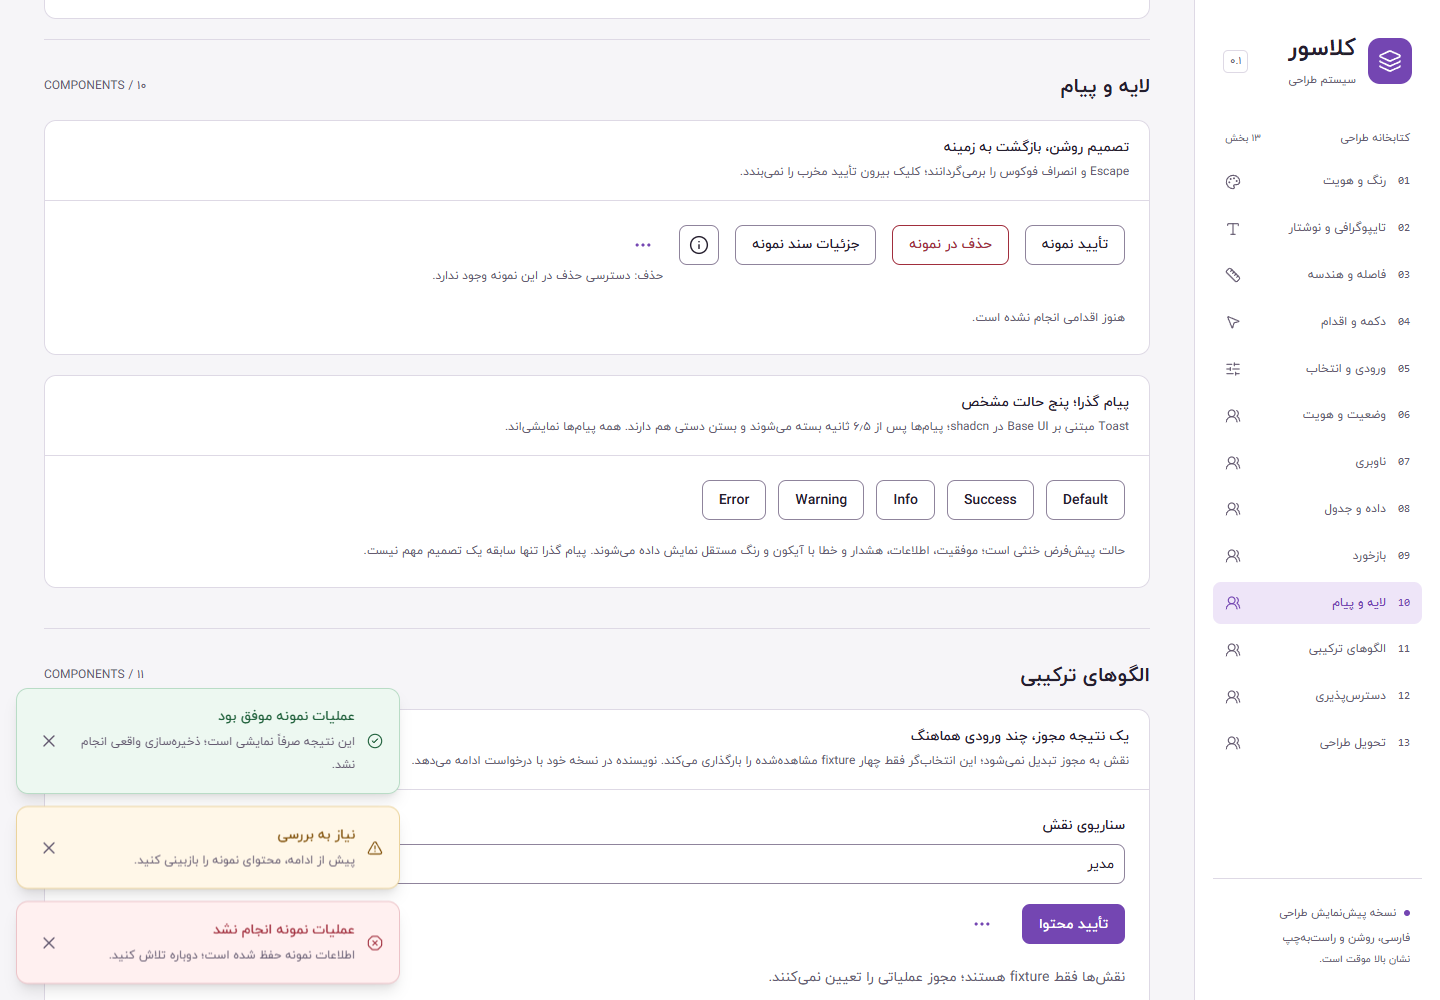 کلاسور
سیستم طراحی
۰.۱
کتابخانه طراحی
۱۳ بخش
01 رنگ و هویت
02 تایپوگرافی و نوشتار
03 فاصله و هندسه
04 دکمه و اقدام
05 ورودی و انتخاب
06 وضعیت و هویت
07 ناوبری
08 داده و جدول
09 بازخورد
10 لایه و پیام
11 الگوهای ترکیبی
12 دسترس‌پذیری
13 تحویل طراحی
نسخه پیش‌نمایش طراحی
فارسی، روشن و راست‌به‌چپ
نشان بالا موقت است.
لایه و پیام
COMPONENTS / ۱۰
تصمیم روشن، بازگشت به زمینه
Escape و انصراف فوکوس را برمی‌گردانند؛ کلیک بیرون تأیید مخرب را نمی‌بندد.
تأیید نمونه
حذف در نمونه
جزئیات سند نمونه
حذف: دسترسی حذف در این نمونه وجود ندارد.
هنوز اقدامی انجام نشده است.
پیام گذرا؛ پنج حالت مشخص
Toast مبتنی بر Base UI در shadcn؛ پیام‌ها پس از ۶٫۵ ثانیه بسته می‌شوند و بستن دستی هم دارند. همه پیام‌ها نمایشی‌اند.
Default
Success
Info
Warning
Error
حالت پیش‌فرض خنثی است؛ موفقیت، اطلاعات، هشدار و خطا با آیکون و رنگ مستقل نمایش داده می‌شوند. پیام گذرا تنها سابقه یک تصمیم مهم نیست.
الگوهای ترکیبی
COMPONENTS / ۱۱
یک نتیجه مجوز، چند ورودی هماهنگ
نقش به مجوز تبدیل نمی‌شود؛ این انتخاب‌گر فقط چهار fixture مشاهده‌شده را بارگذاری می‌کند. نویسنده در نسخه خود با درخواست ادامه می‌دهد.
سناریوی نقش
مدیر
تأیید محتوا
نقش‌ها فقط fixture هستند؛ مجوز عملیاتی را تعیین نمی‌کنند.
عملیات نمونه موفق بود
این نتیجه صرفاً نمایشی است؛ ذخیره‌سازی واقعی انجام
نشد.
نیاز به بررسی
پیش از ادامه، محتوای نمونه را بازبینی کنید.
عملیات نمونه انجام نشد
اطلاعات نمونه حفظ شده است؛ دوباره تلاش کنید.